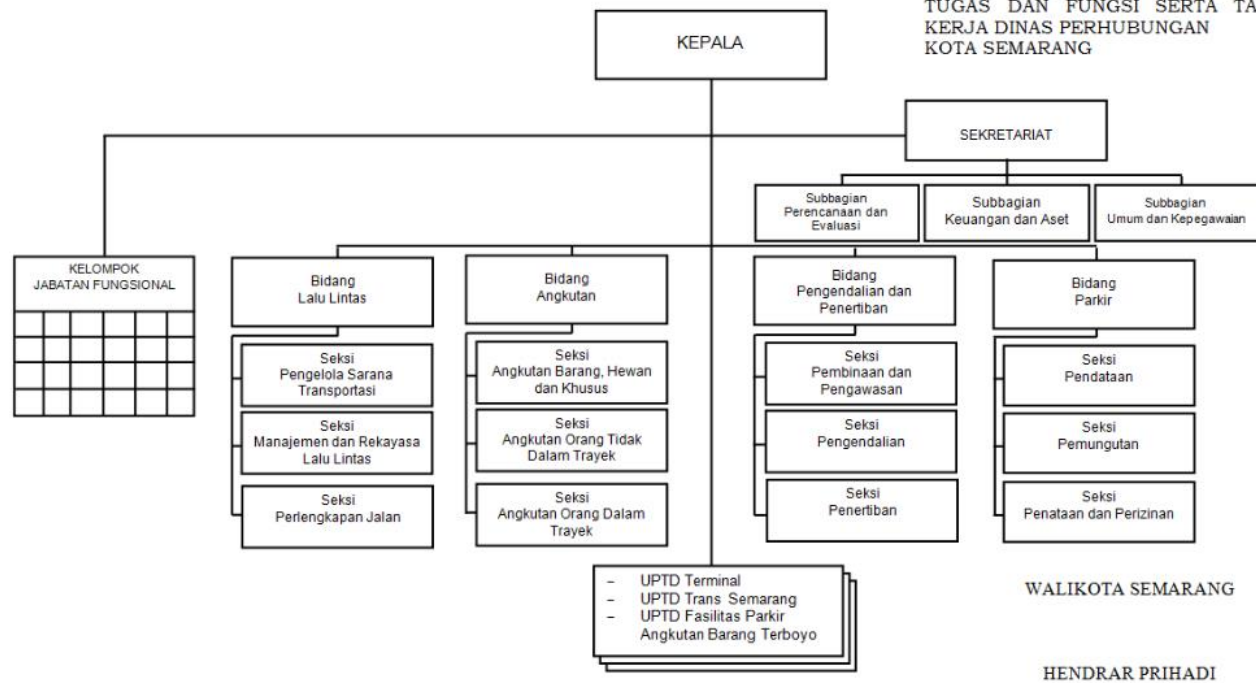 TUGAS DAN FUNGSI SERTA
KERJA DINAS PERHUBUNGAN
KOTA SEMARANG
KEPALA
SEKRETARIAT
Subbagian
Perencanaan dan
Evaluasi
Subbagian
Keuangan dan Aset
Subbagian
Umum dan Kepegawaian
KELOMPOK
JABATAN FUNGSIONAL
Bidang
Lalu Lintas
Seksi
Pengelola Sarana
Transportasi
Seksi
Manajemen dan Rekayasa
Lalu Lintas
Seksi
Perlengkapan Jalan
Bidang
Angkutan
Seksi
Angkutan Barang, Hewan
dan Khusus
Seksi
Angkutan Orang Tidak
Dalam Trayek
Seksi
Angkutan Orang Dalam
Trayek
Bidang
Pengendalian dan
Penertiban
Seksi
Pembinaan dan
Pengawasan
Seksi
Pengendalian
Seksi
Penertiban
Bidang
Parkir
Seksi
Pendataan
Seksi
Pemungutan
Seksi
Penataan dan Perizinan
– UPTD Terminal
– UPTD Trans Semarang
– UPTD Fasilitas Parkir
Angkutan Barang Terboyo
WALIKOTA SEMARANG
HENDRAR PRIHADI